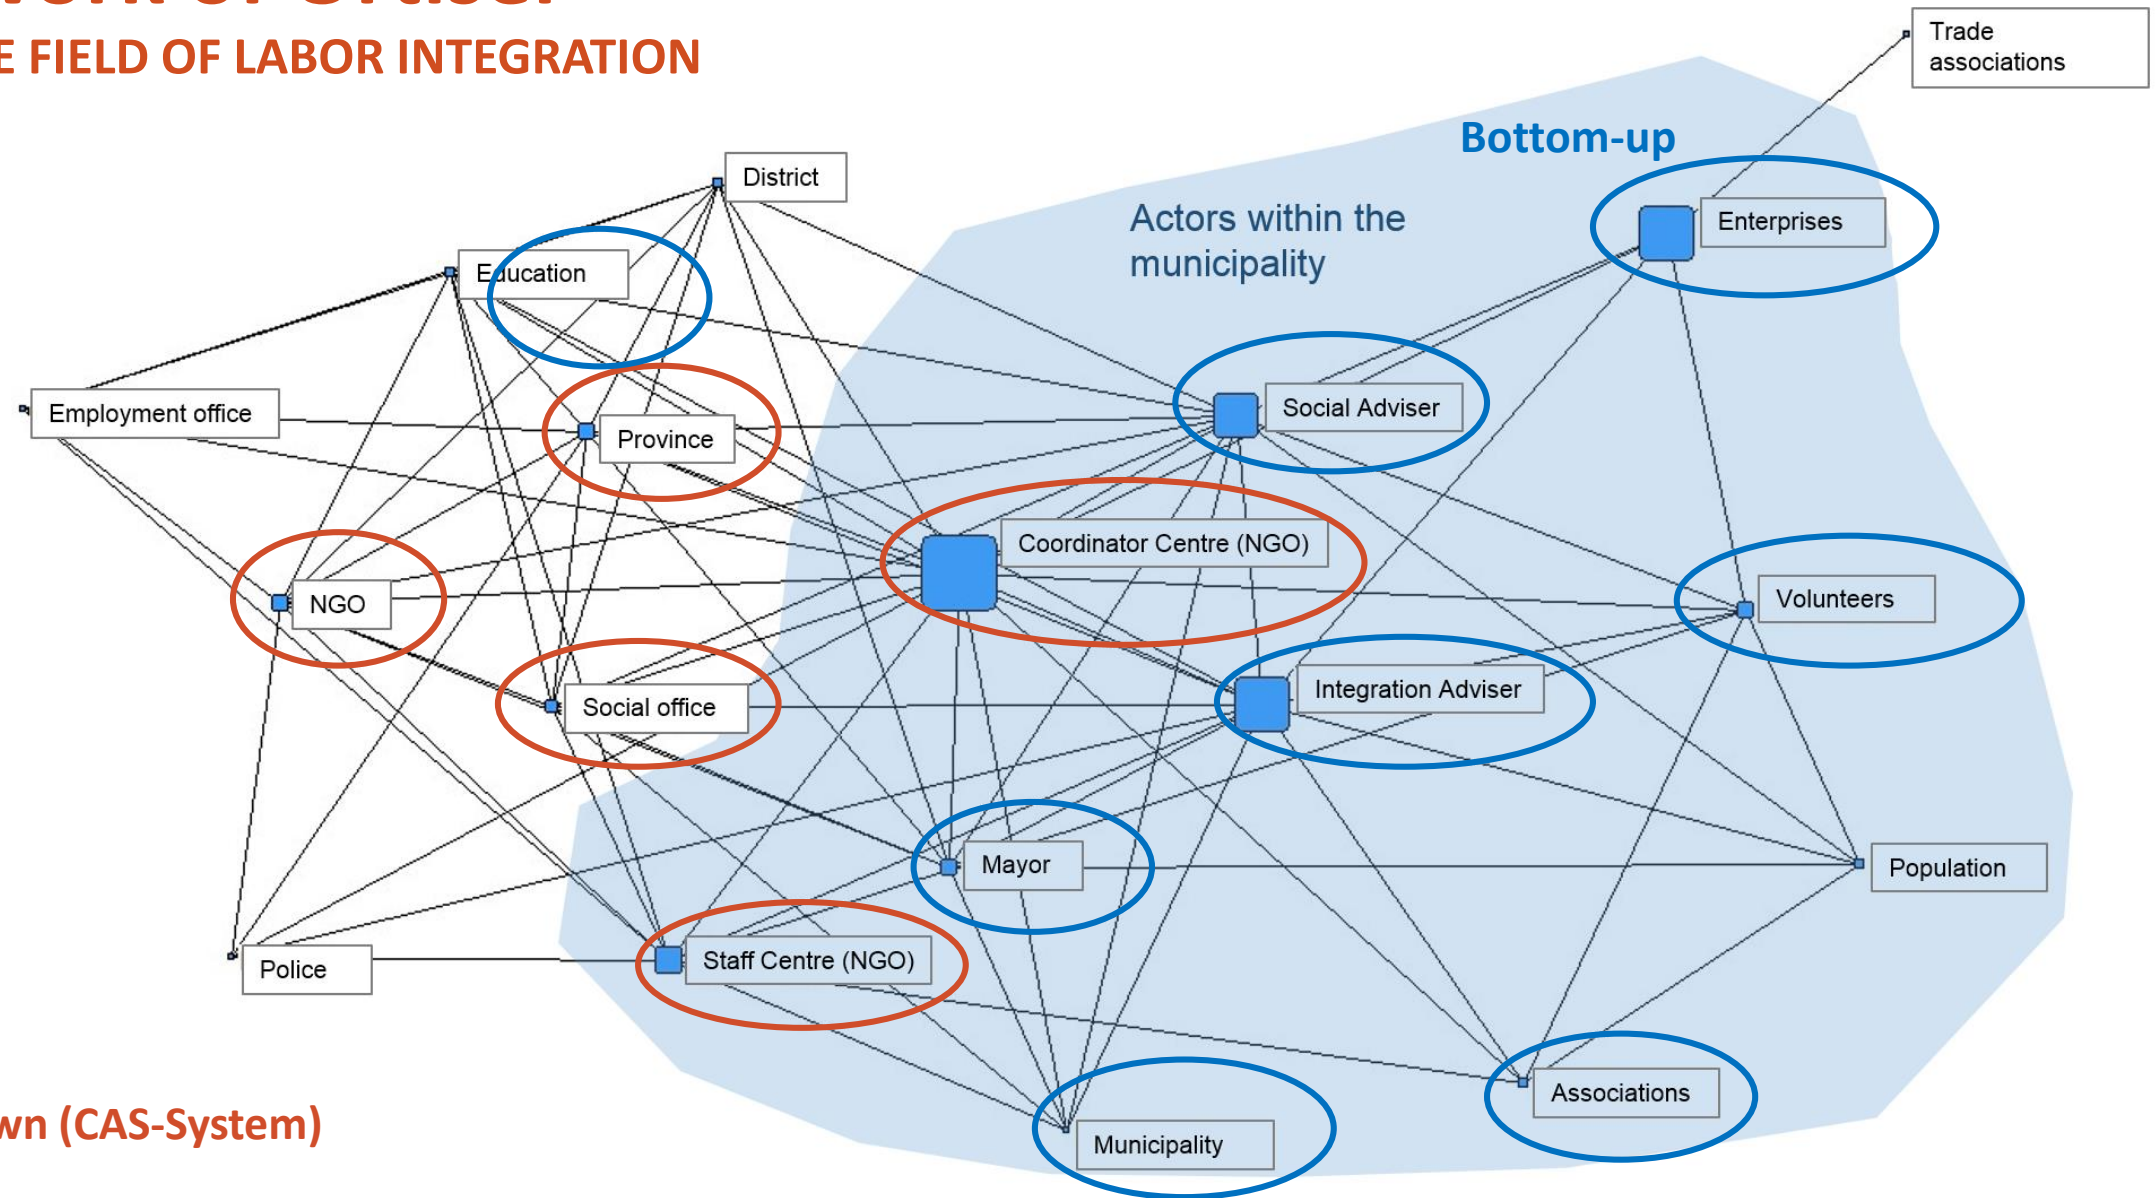 E FIELD OF LABOR INTEGRATION
Trade
associations
Bottom-up
District
Actors within the
municipality
Enterprises
Education
Employment office
Social Adviser
Province
Coordinator Centre (NGO)
NGO
Volunteers
Integration Adviser
Social office
Mayor
Population
Staff Centre (NGO)
Police
Associations
wn (CAS-System)
Municipality